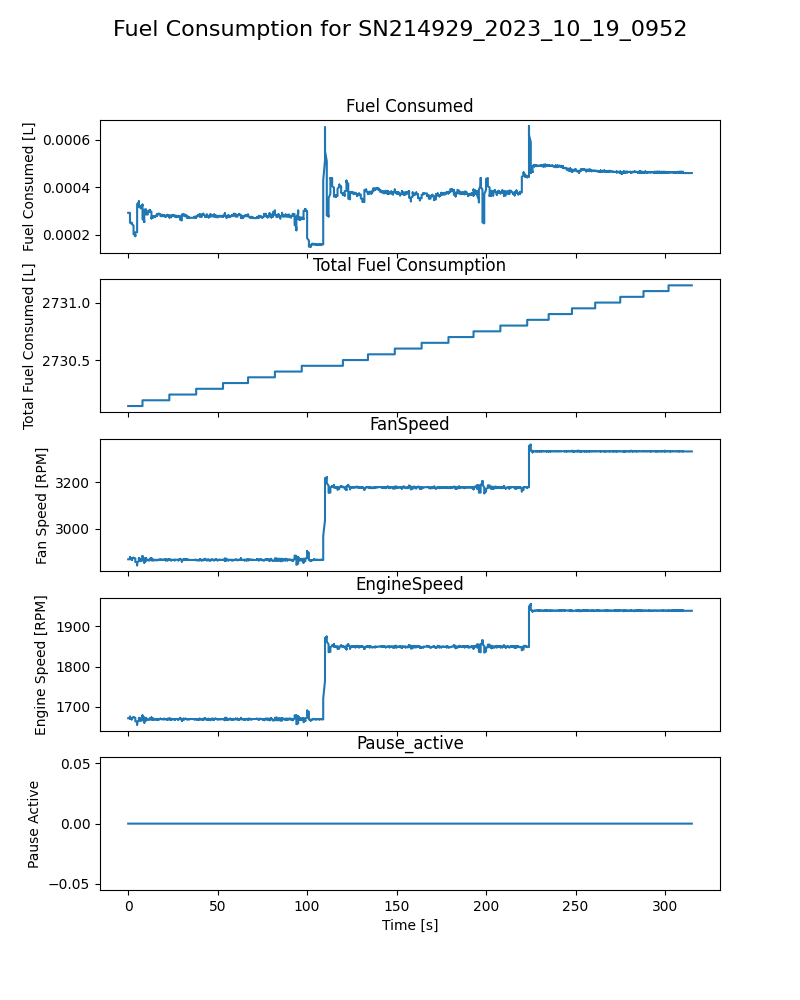 Fuel Consumption for SN214929_2023_10_19_0952
Fuel Consumed
Fuel Consumed [L]
0.0006
0.0004
0.0002
Total Fuel Consumption
Total Fuel Consumed [L]
2731.0
2730.5
FanSpeed
Fan Speed [RPM]
3200
3000
EngineSpeed
Engine Speed [RPM]
1900
1800
1700
Pause_active
Pause Active
0.05
0.00
−0.05
0 50 100 150 200 250 300
Time [s]